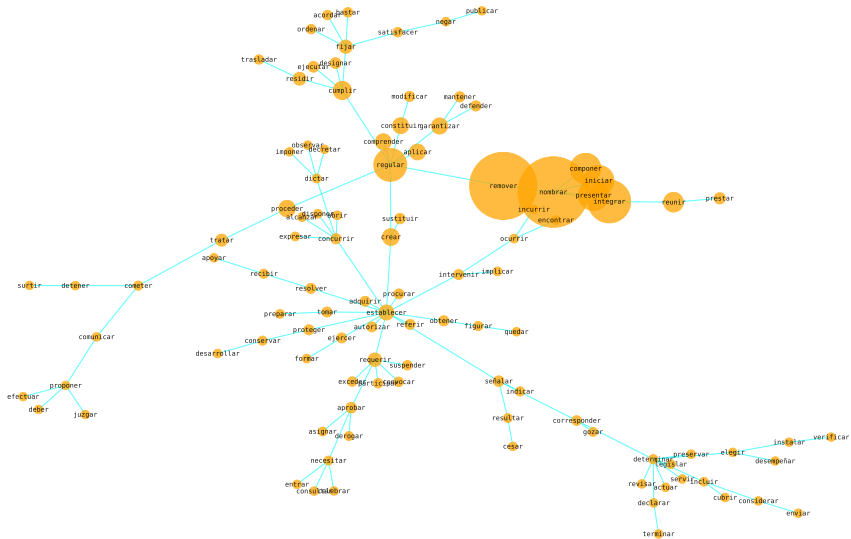 publicar
acordar
bastar
negar
ordenar
satisfacer
fijar
trasladar
designar
ejecutar
residir
cumplir
modificar
mantener
defender
constituir
garantizar
comprender
observar
decretar
imponer
aplicar
regular
componer
dictar
iniciar
remover
nombrar
presentar
prestar
integrar
reunir
proceder
incurrir
disponer
abrir
alcanzar
sustituir
encontrar
expresar
concurrir
crear
ocurrir
tratar
apoyar
recibir
intervenir
implicar
surtir
detener
cometer
resolver
procurar
adquirir
preparar
tomar
establecer
obtener
referir
figurar
autorizar
proteger
quedar
comunicar
conservar
ejercer
desarrollar
formar
requerir
suspender
exceder
participar
convocar
señalar
proponer
indicar
efectuar
deber
juzgar
aprobar
resultar
corresponder
asignar
derogar
gozar
cesar
instalar
verificar
necesitar
determinar
preservar
elegir
legislar
desempeñar
entrar
consultar
celebrar
revisar
actuar
servir
incluir
cubrir
declarar
considerar
enviar
terminar